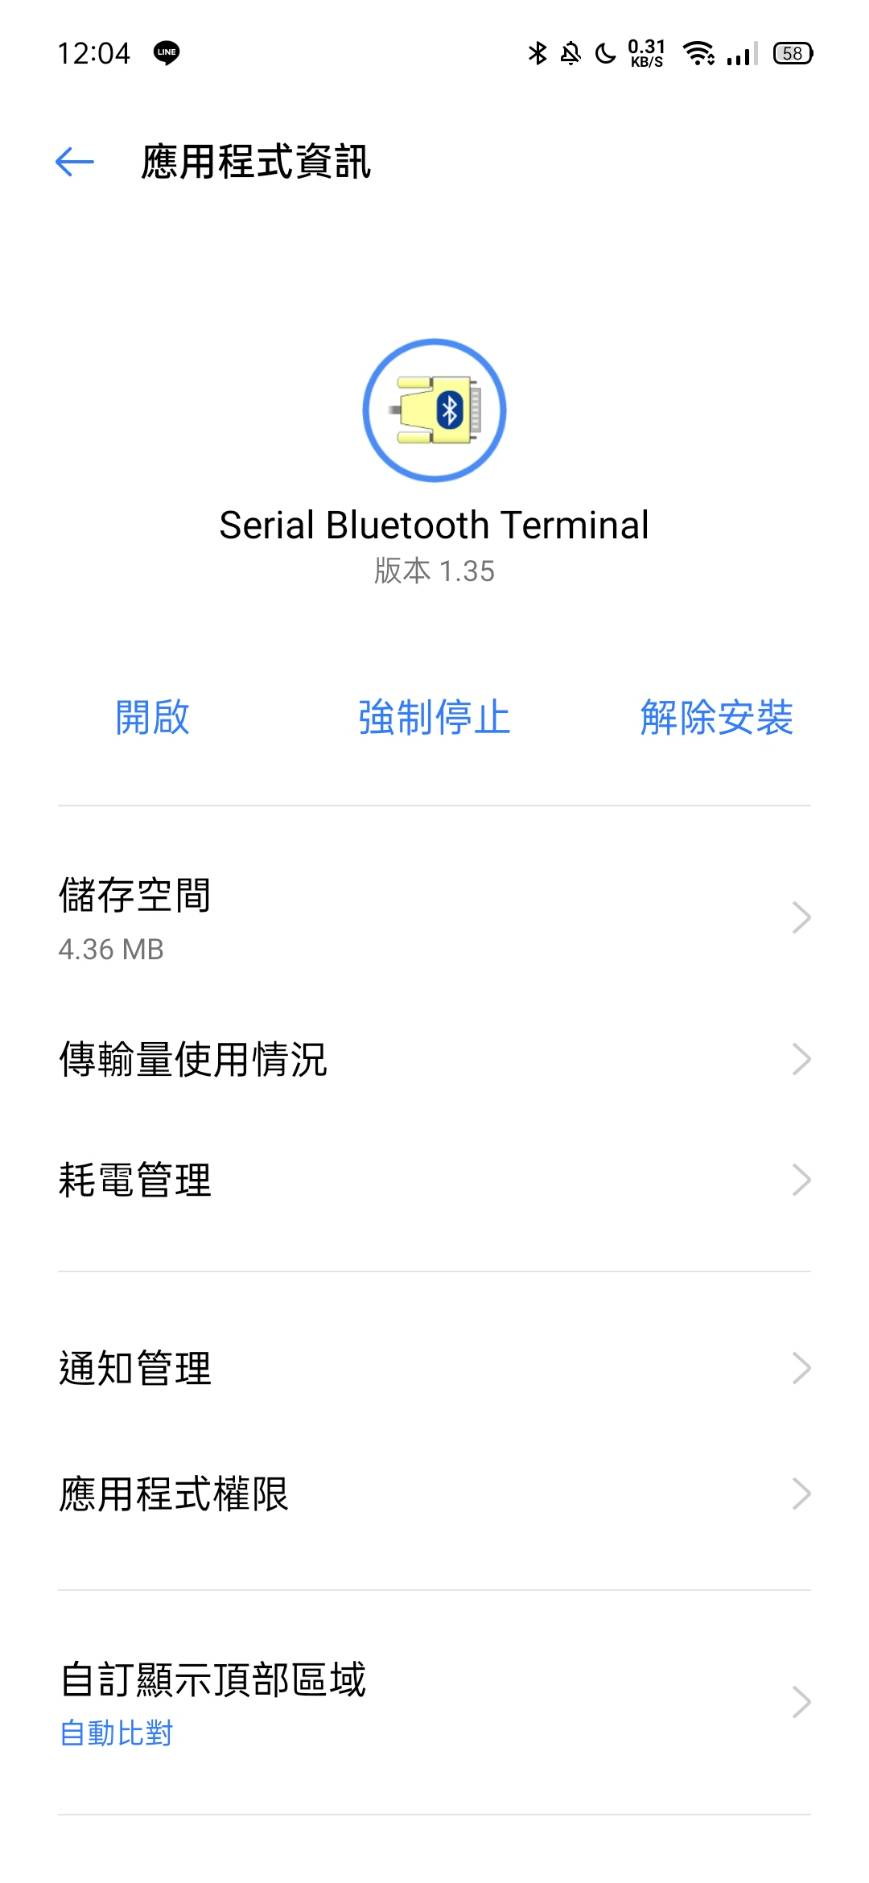 12:04 LINE 0.31 KB/S 58
應用程式資訊
Serial Bluetooth Terminal
版本 1.35
開啟 強制停止 解除安裝
儲存空間
4.36 MB
傳輸量使用情況
耗電管理
通知管理
應用程式權限
自訂顯示頂部區域
自動比對